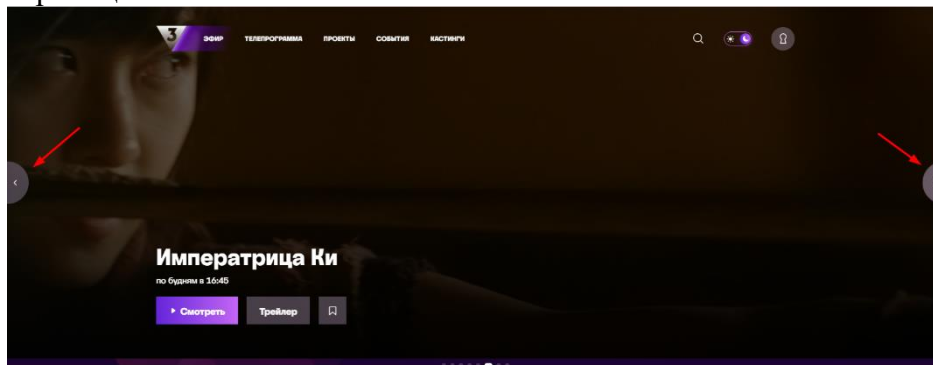 3 ЭФИР ТЕЛЕПРОГРАММА ПРОЕКТЫ СОБЫТИЯ КАСТИНГИ
Императрица Ки
по будням в 16:45
Смотреть Трейлер